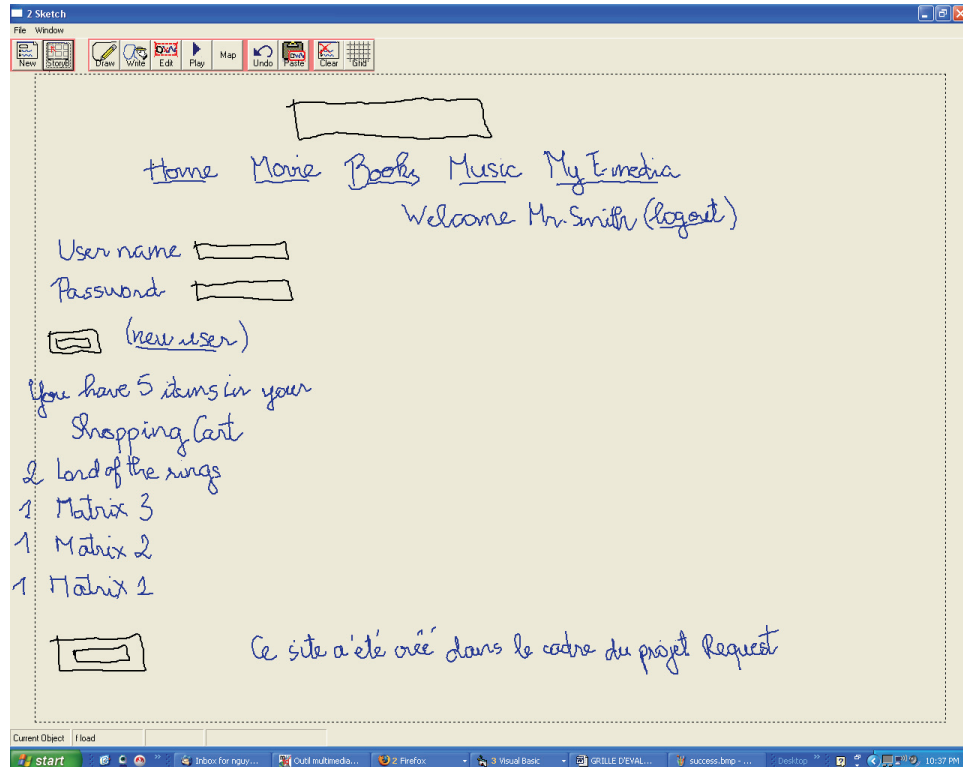 2 Sketch
File Window
New Storyb Draw Write Edit Play Map Undo Paste Clear Grid
Home Movie Books Music My E-media
Welcome Mr. Smith (logout)
User name
Password
(new user)
You have 5 items in your
Shopping Cart
2 Lord of the rings
1 Matrix 3
1 Matrix 2
1 Matrix 1
Ce site a été créé dans le cadre du projet Request
Current Object f load
start Inbox for nguy... Outil multimedia... 2 Firefox 3 Visual Basic GRILLE D'EVAL... success.bmp - ... Desktop 10:37 PM